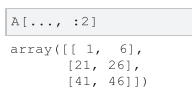 A[..., :2]
array([[ 1,  6],
       [21, 26],
       [41, 46]])